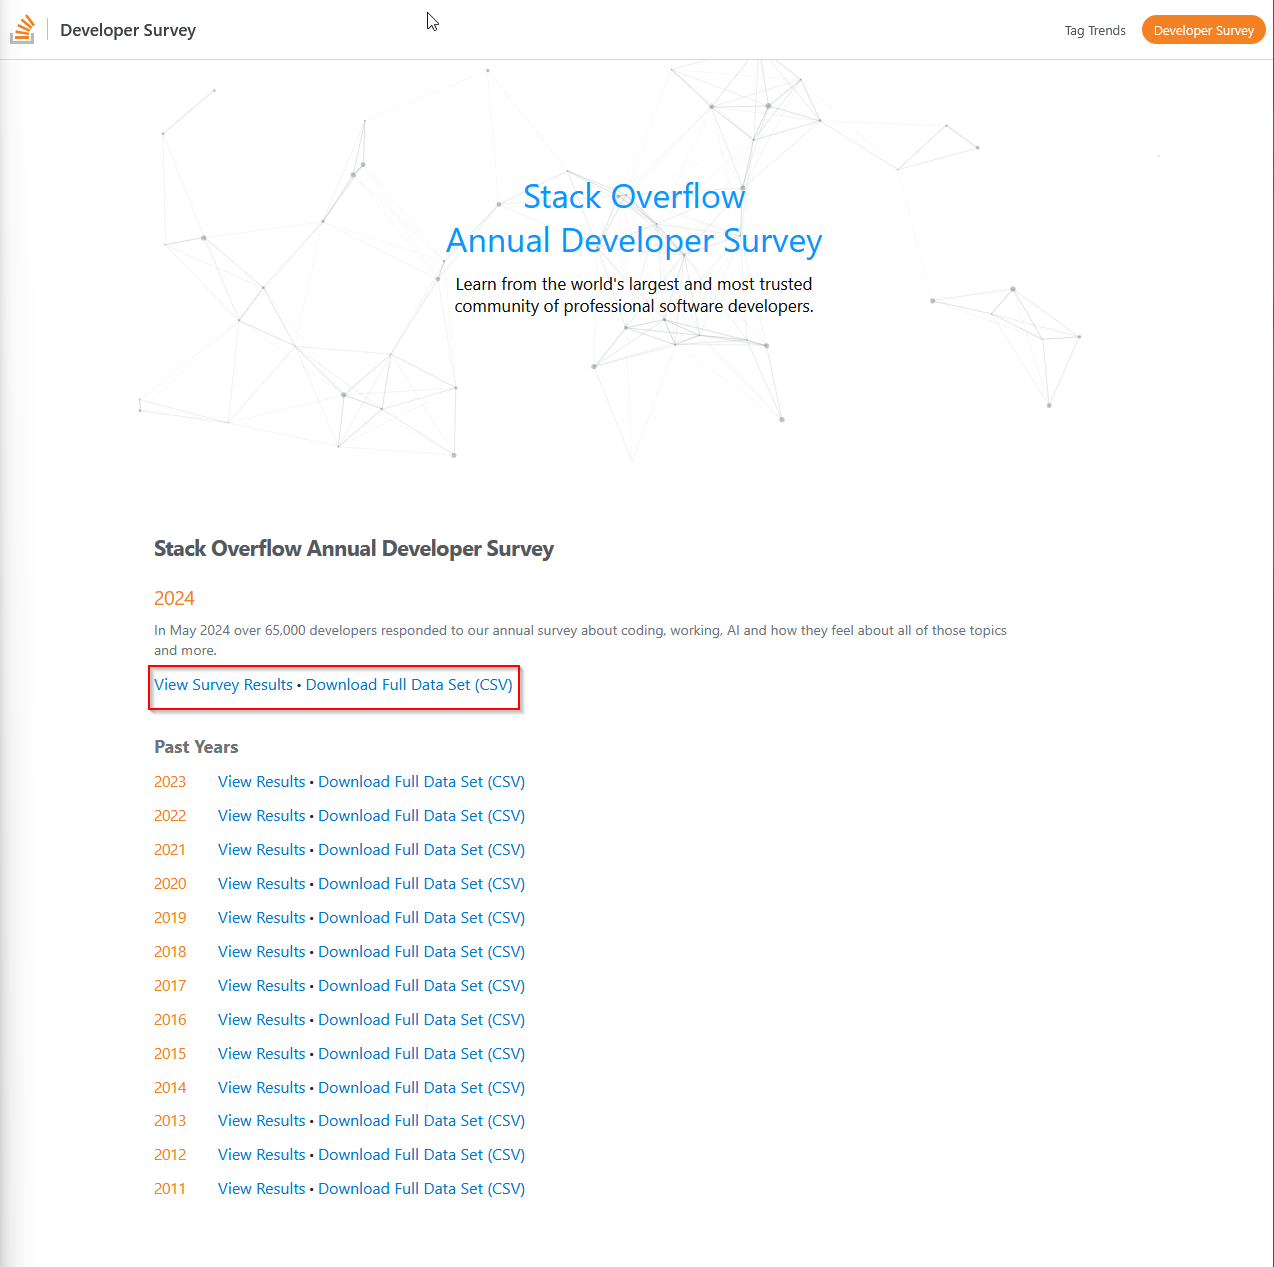 Developer Survey
Tag Trends
Developer Survey
Stack Overflow
Annual Developer Survey
Learn from the world's largest and most trusted
community of professional software developers.
Stack Overflow Annual Developer Survey
2024
In May 2024 over 65,000 developers responded to our annual survey about coding, working, AI and how they feel about all of those topics
and more.
View Survey Results • Download Full Data Set (CSV)
Past Years
2023 View Results • Download Full Data Set (CSV)
2022 View Results • Download Full Data Set (CSV)
2021 View Results • Download Full Data Set (CSV)
2020 View Results • Download Full Data Set (CSV)
2019 View Results • Download Full Data Set (CSV)
2018 View Results • Download Full Data Set (CSV)
2017 View Results • Download Full Data Set (CSV)
2016 View Results • Download Full Data Set (CSV)
2015 View Results • Download Full Data Set (CSV)
2014 View Results • Download Full Data Set (CSV)
2013 View Results • Download Full Data Set (CSV)
2012 View Results • Download Full Data Set (CSV)
2011 View Results • Download Full Data Set (CSV)